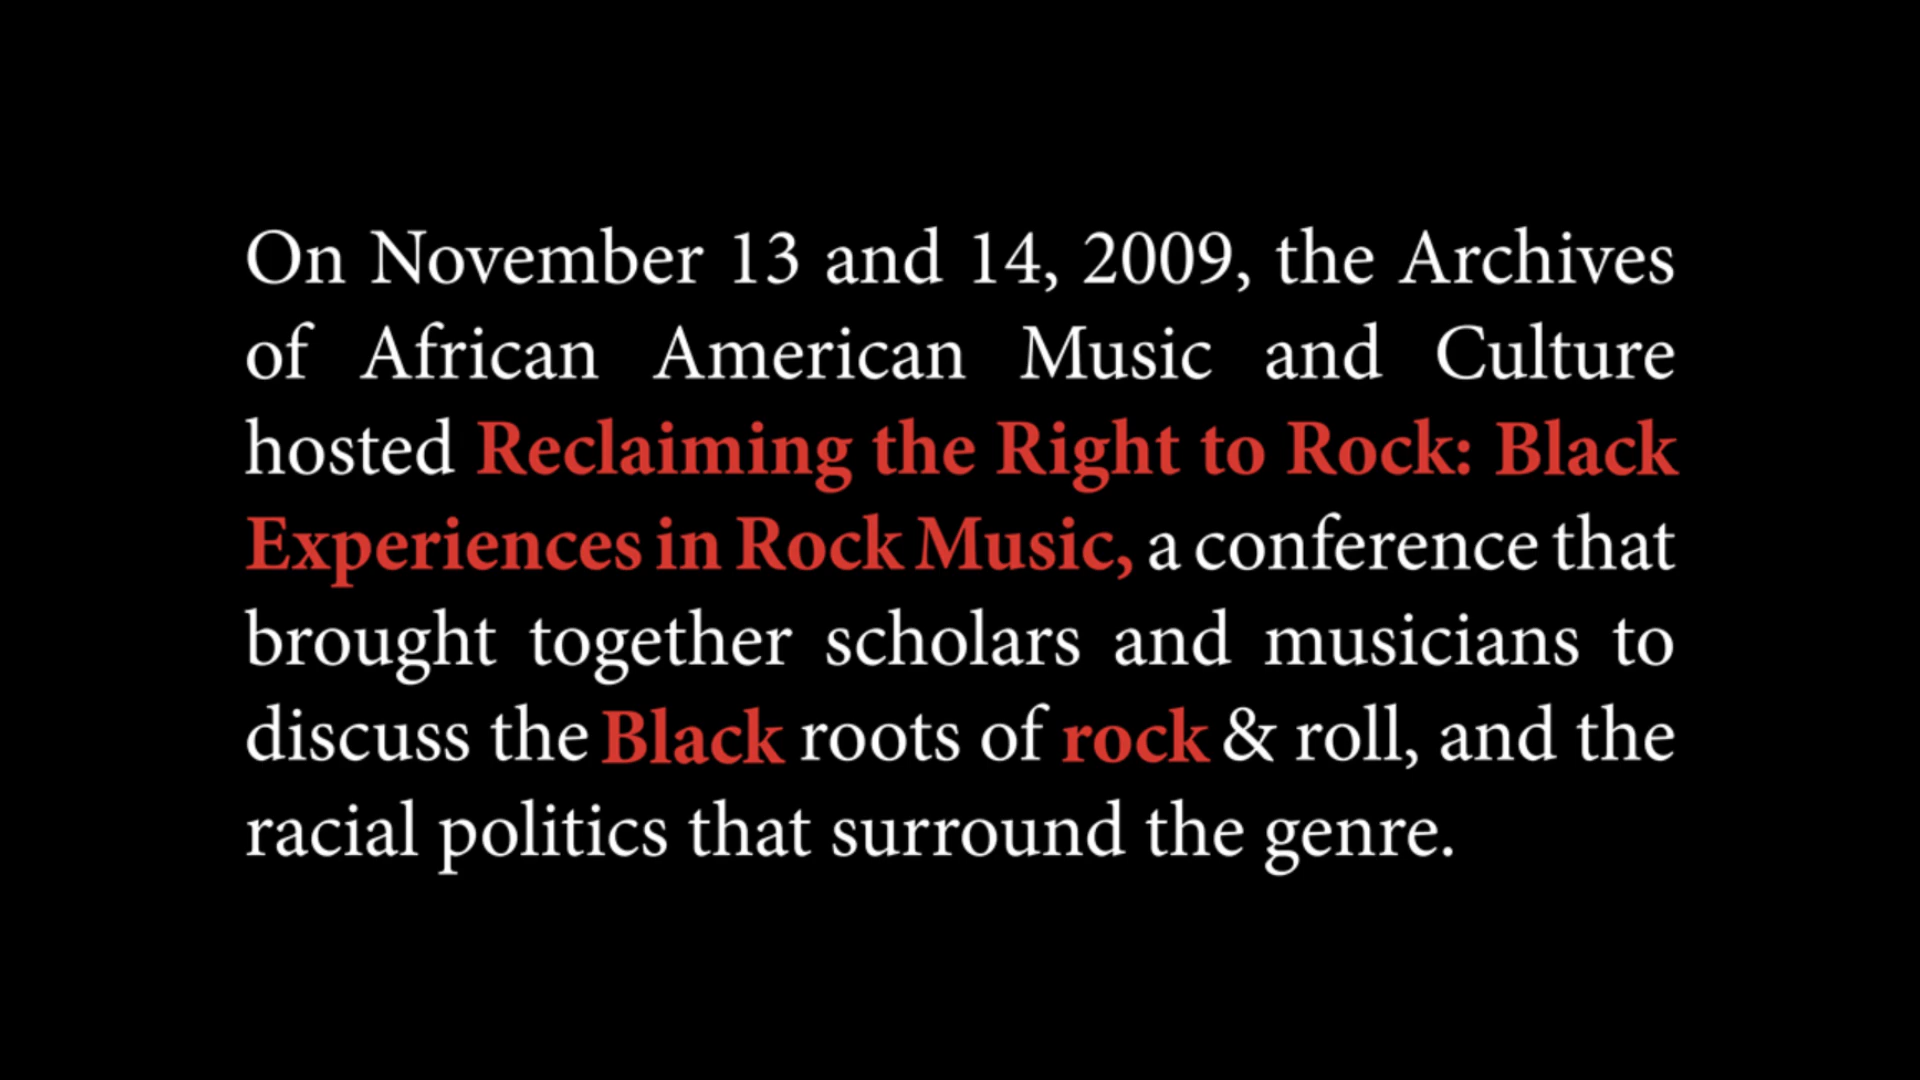 On November 13 and 14, 2009, the Archives
of African American Music and Culture
hosted Reclaiming the Right to Rock: Black
Experiences in Rock Music, a conference that
brought together scholars and musicians to
discuss the Black roots of rock & roll, and the
racial politics that surround the genre.